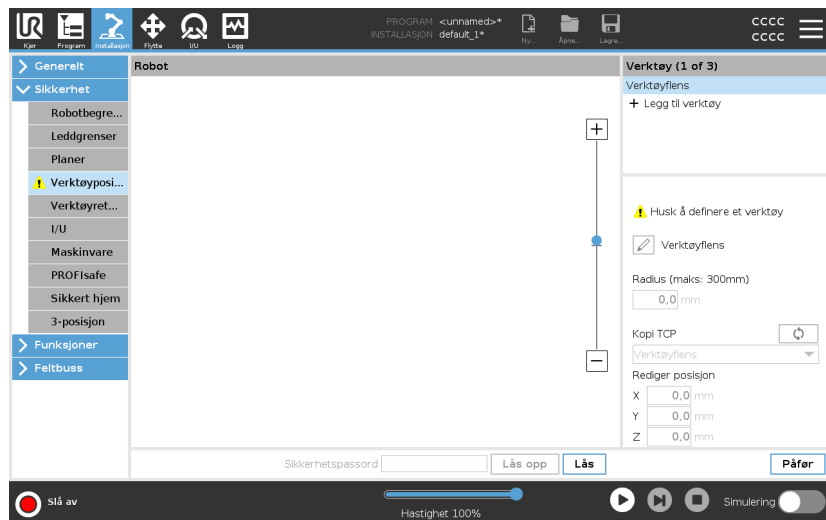 Kjør
Program
Installasjon
Flytte
I/U
Logg
PROGRAM <unnamed>*
INSTALLASJON default_1*
Ny...
Åpne...
Lagre...
cccc
cccc
Generelt
Sikkerhet
Robotbegre...
Leddgrenser
Planer
Verktøyposi...
Verktøyret...
I/U
Maskinvare
PROFIsafe
Sikkert hjem
3-posisjon
Funksjoner
Feltbuss
Robot
Verktøy (1 of 3)
Verktøyflens
+ Legg til verktøy
Husk å definere et verktøy
Verktøyflens
Radius (maks: 300mm)
0,0 mm
Kopi TCP
Verktøyflens
Rediger posisjon
X 0,0 mm
Y 0,0 mm
Z 0,0 mm
Sikkerhetspassord
Lås opp
Lås
Påfør
Slå av
Hastighet 100%
Simulering